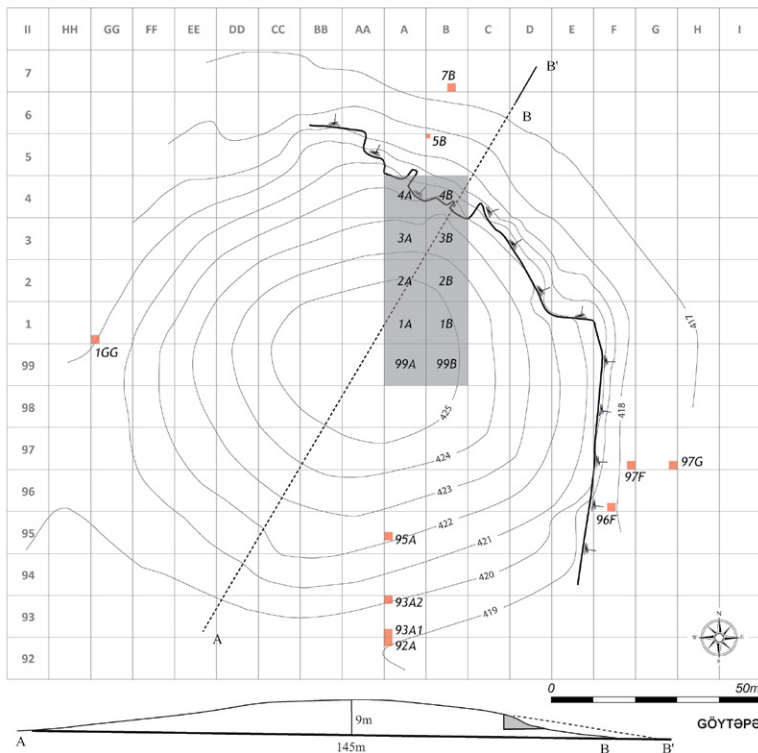 II HH GG FF EE DD CC BB AA A B C D E F G H I
7 7B B'
6 B
5B
5
4 4A 4B
3 3A 3B
2 2A 2B
417
1 1A 1B
1GG
99 99A 99B
98 425 418
97 424 97F 97G
96 423 96F
422
95 95A 421
94 420
93A2 419
93 93A1
A N W E S
92 92A
0 50m
9m GÖYTƏPƏ
A B B'
145m